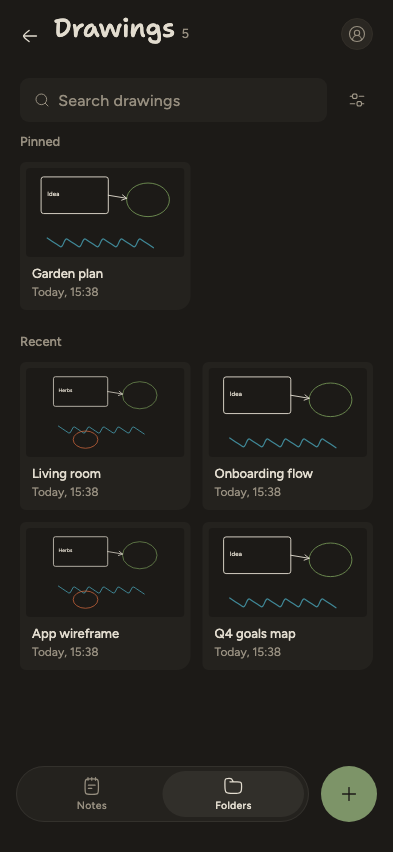 Drawings 5
Search drawings
Pinned
Idea
Garden plan
Today, 15:38
Recent
Herbs
Living room
Today, 15:38
Idea
Onboarding flow
Today, 15:38
Herbs
App wireframe
Today, 15:38
Idea
Q4 goals map
Today, 15:38
Notes
Folders